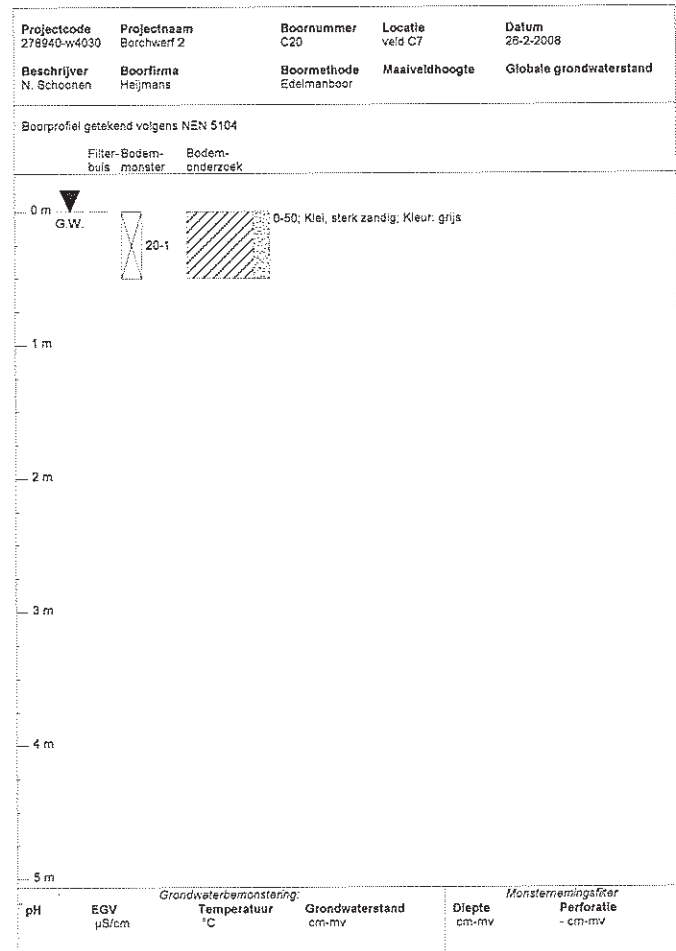 Projectcode Projectnaam Boornummer Locatie Datum
278940-w4030 Borchwerf 2 C20 veld C7 26-2-2008
Beschrijver Boorfirma Boormethode Maaiveldhoogte Globale grondwaterstand
N. Schoonen Heijmans Edelmanboor
Boorprofiel getekend volgens NEN 5104
Filter- Bodem- Bodem-
buis monster onderzoek
0 m
G.W.
0-50; Klei, sterk zandig; Kleur: grijs
20-1
1 m
2 m
3 m
4 m
5 m
Grondwaterbemonstering: Monsternemingsfilter
pH EGV Temperatuur Grondwaterstand Diepte Perforatie
µS/cm °C cm-mv cm-mv - cm-mv